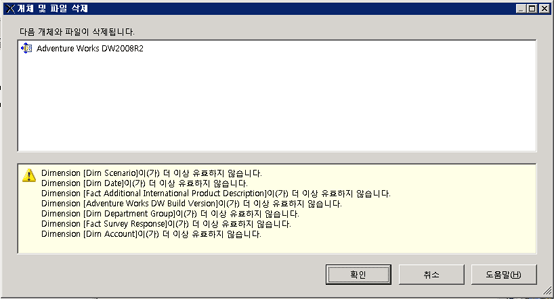 개체 및 파일 삭제
다음 개체와 파일이 삭제됩니다.
Adventure Works DW2008R2
Dimension [Dim Scenario]이(가) 더 이상 유효하지 않습니다.
Dimension [Dim Date]이(가) 더 이상 유효하지 않습니다.
Dimension [Fact Additional International Product Description]이(가) 더 이상 유효하지 않습니다.
Dimension [Adventure Works DW Build Version]이(가) 더 이상 유효하지 않습니다.
Dimension [Dim Department Group]이(가) 더 이상 유효하지 않습니다.
Dimension [Fact Survey Response]이(가) 더 이상 유효하지 않습니다.
Dimension [Dim Account]이(가) 더 이상 유효하지 않습니다.
확인 취소 도움말(H)